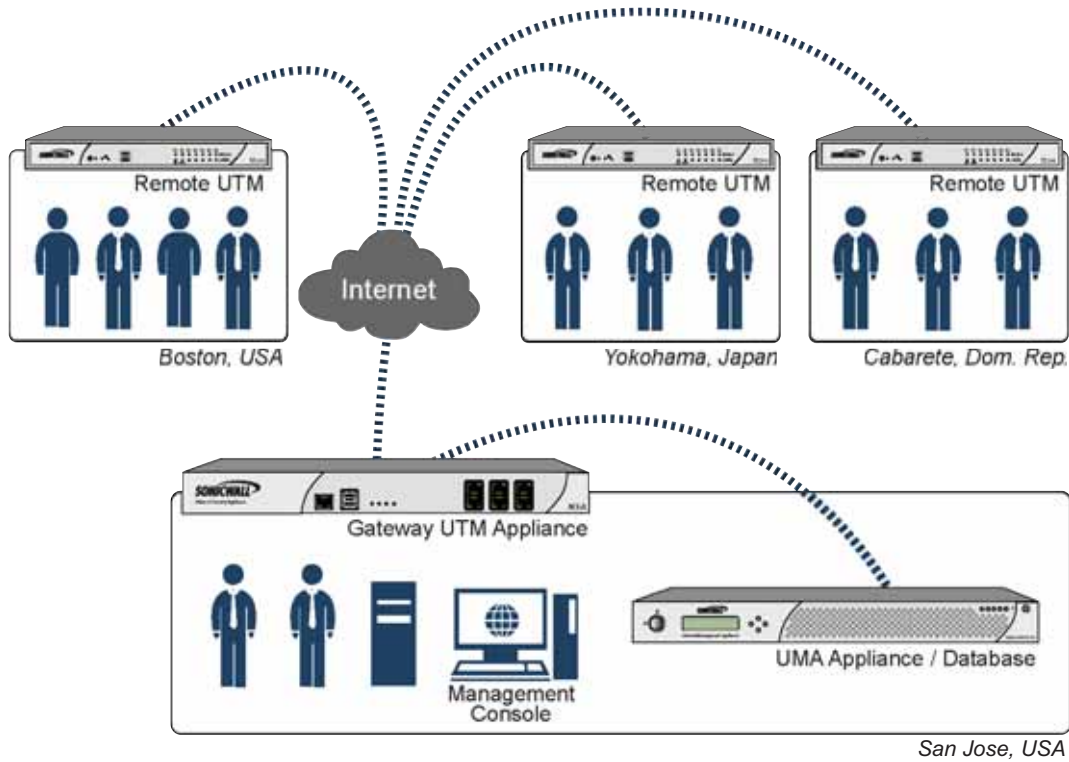 Remote UTM
Remote UTM
Remote UTM
Internet
Boston, USA
Yokohama, Japan
Cabarete, Dom. Rep.
SONICWALL
Gateway UTM Appliance
UMA Appliance / Database
Management
Console
San Jose, USA